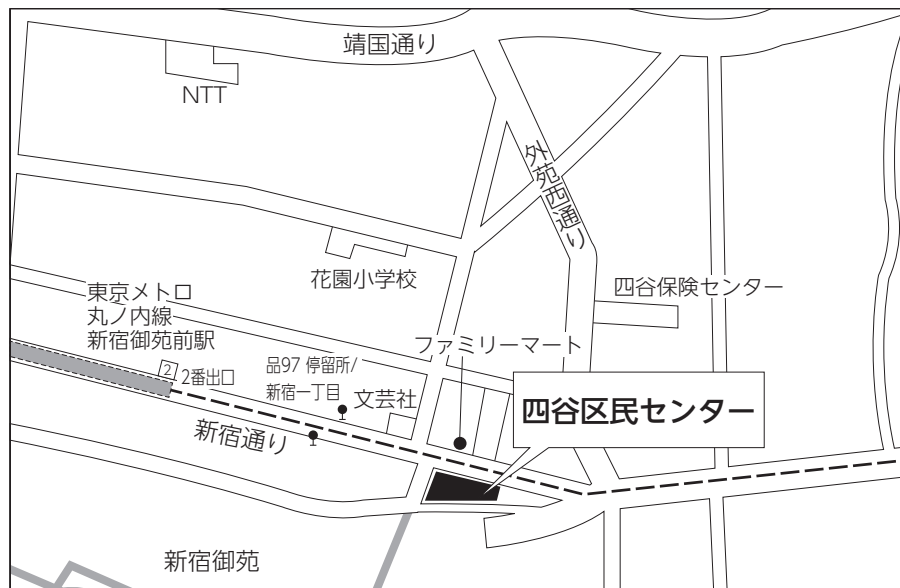 靖国通り
NTT
外苑西通り
花園小学校
四谷保険センター
東京メトロ
丸ノ内線
新宿御苑前駅
ファミリーマート
2
2番出口
品97 停留所/
新宿一丁目
文芸社
四谷区民センター
新宿通り
新宿御苑